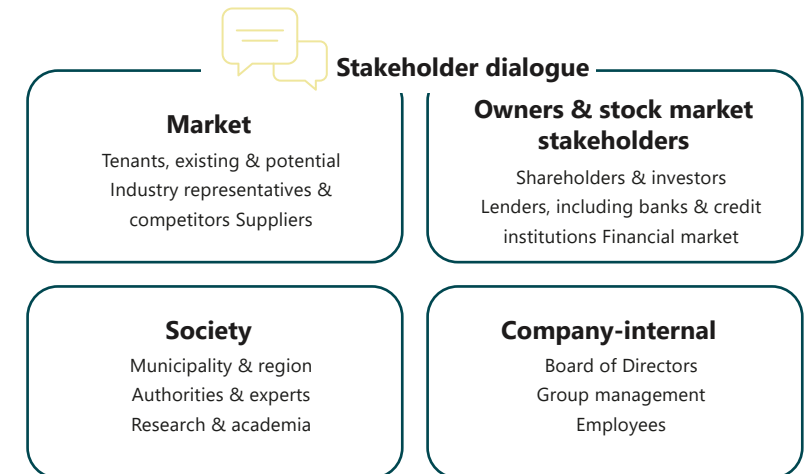 Stakeholder dialogue
Market
Tenants, existing & potential
Industry representatives &
competitors Suppliers
Owners & stock market
stakeholders
Shareholders & investors
Lenders, including banks & credit
institutions Financial market
Society
Municipality & region
Authorities & experts
Research & academia
Company-internal
Board of Directors
Group management
Employees